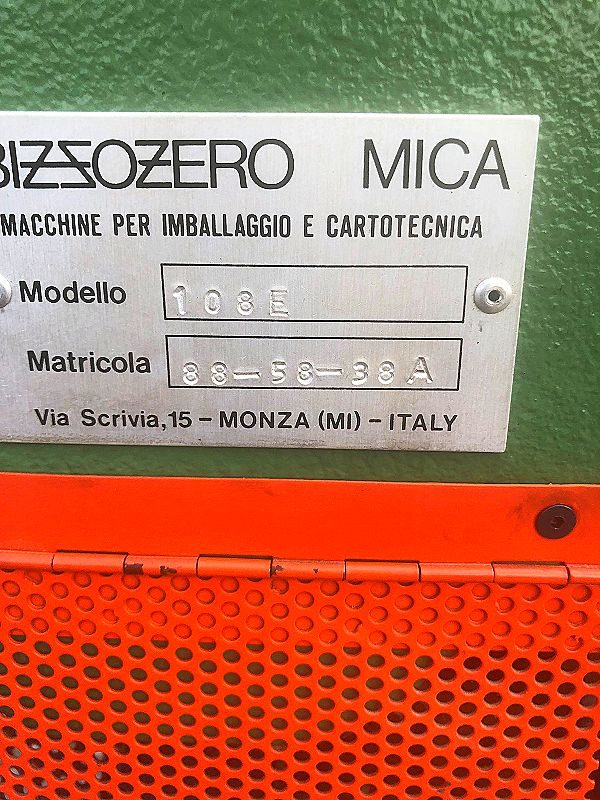 BIZZOZERO MICA
MACCHINE PER IMBALLAGGIO E CARTOTECNICA
Modello 108E
Matricola 88-58-38A
Via Scrivia, 15 - MONZA (MI) - ITALY